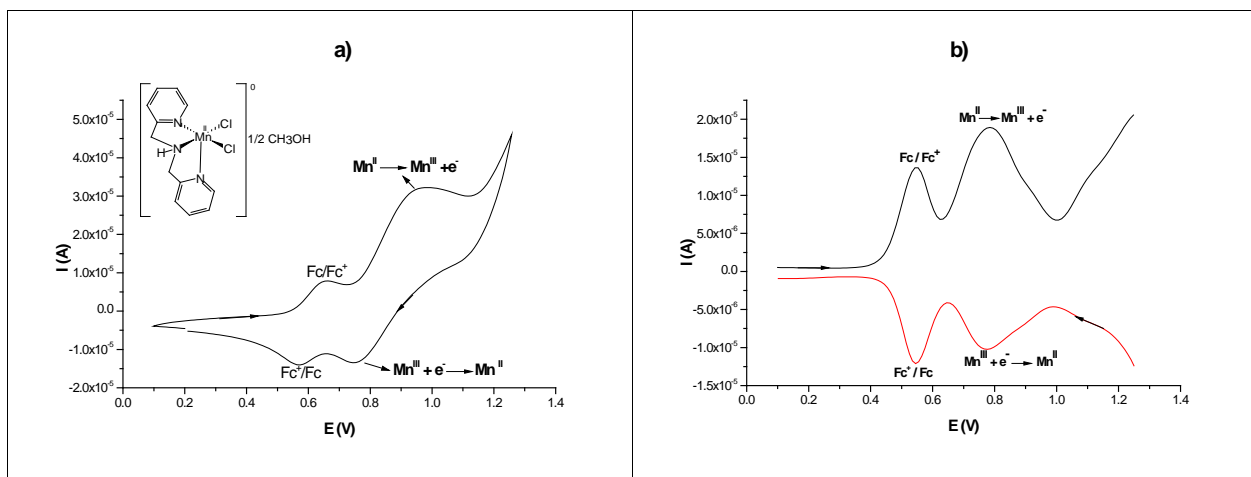 a)
0
N
Cl
II
Mn
Cl
H
N
N
1/2 CH3OH
5.0x10-5
4.0x10-5
3.0x10-5
2.0x10-5
1.0x10-5
0.0
-1.0x10-5
-2.0x10-5
I (A)
MnII MnIII +e-
Fc/Fc+
Fc+/Fc
MnIII + e- MnII
0.0 0.2 0.4 0.6 0.8 1.0 1.2 1.4
E (V)
b)
2.0x10-5
1.5x10-5
1.0x10-5
5.0x10-6
0.0
-5.0x10-6
-1.0x10-5
-1.5x10-5
I (A)
MnII MnIII + e-
Fc / Fc+
Fc+ / Fc
MnIII + e- MnII
0.0 0.2 0.4 0.6 0.8 1.0 1.2 1.4
E (V)